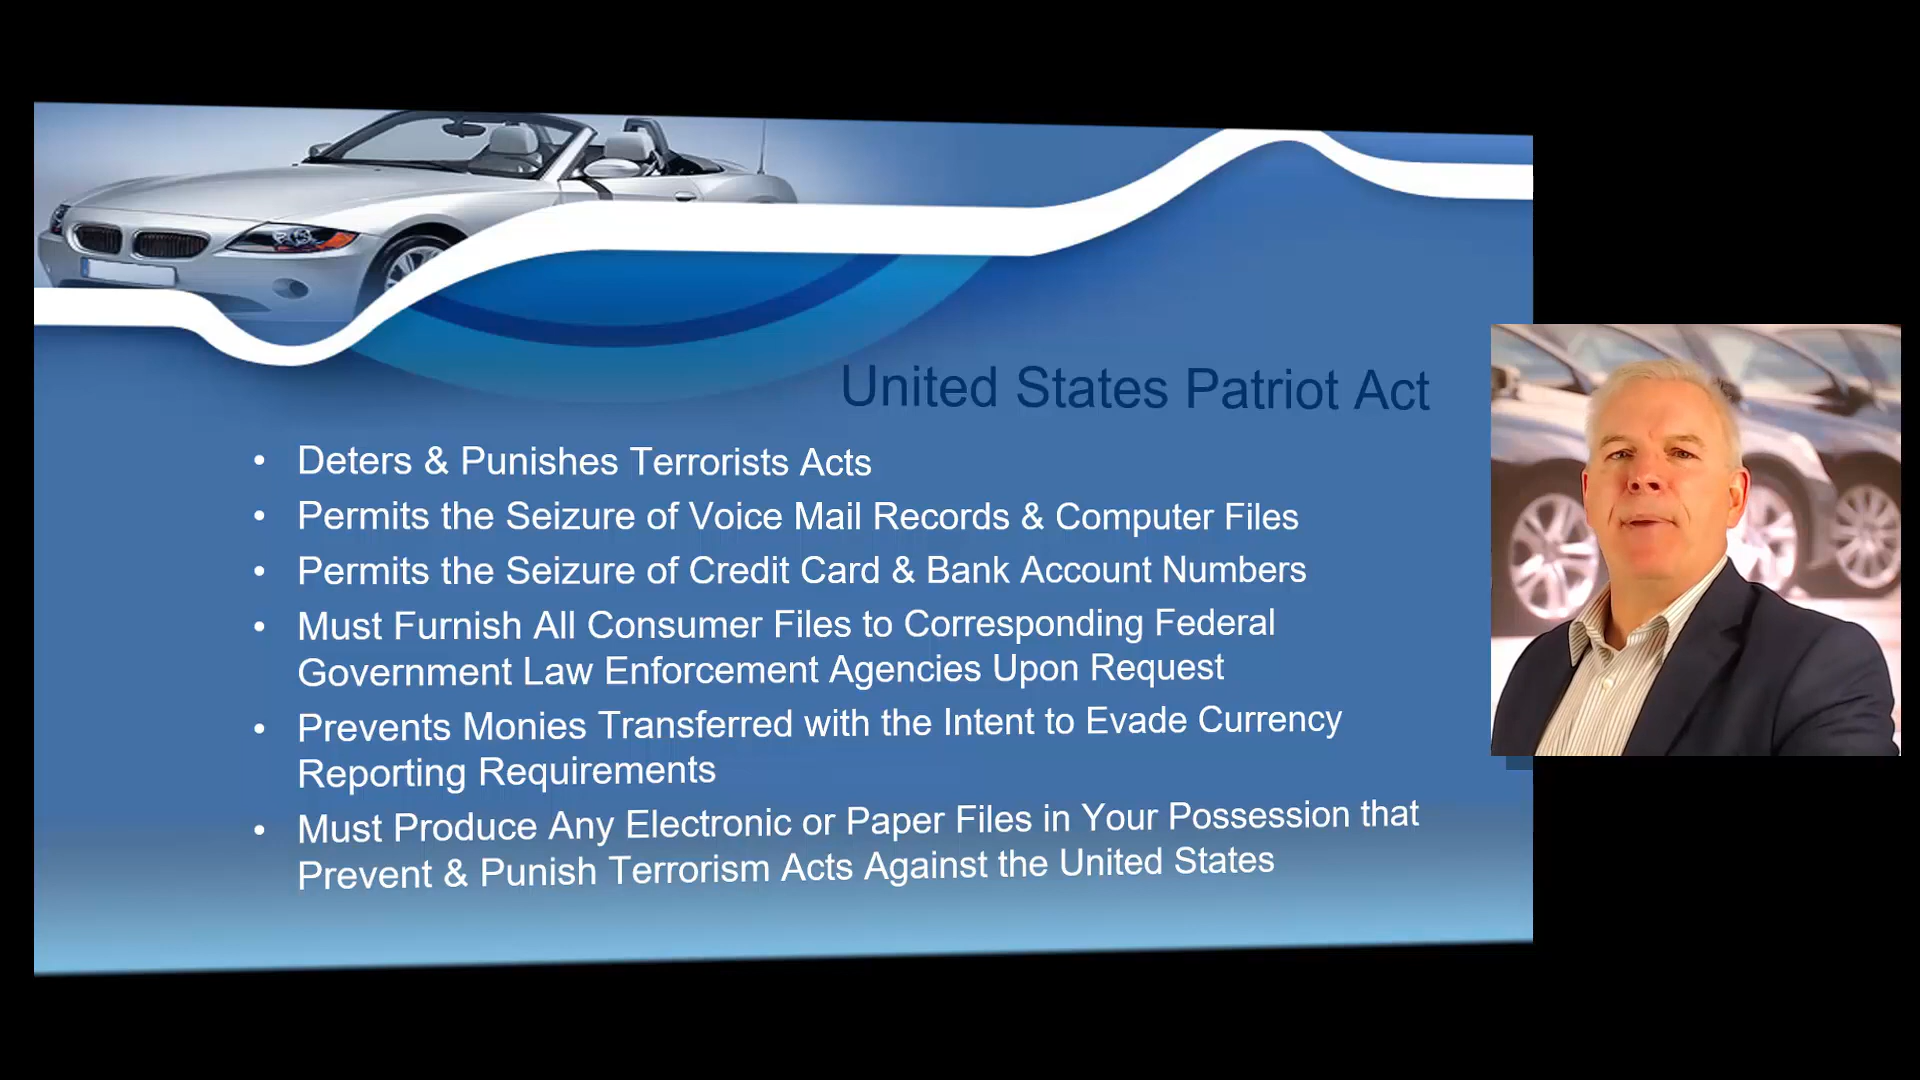 United States Patriot Act
• Deters & Punishes Terrorists Acts
• Permits the Seizure of Voice Mail Records & Computer Files
• Permits the Seizure of Credit Card & Bank Account Numbers
• Must Furnish All Consumer Files to Corresponding Federal
Government Law Enforcement Agencies Upon Request
• Prevents Monies Transferred with the Intent to Evade Currency
Reporting Requirements
• Must Produce Any Electronic or Paper Files in Your Possession that
Prevent & Punish Terrorism Acts Against the United States